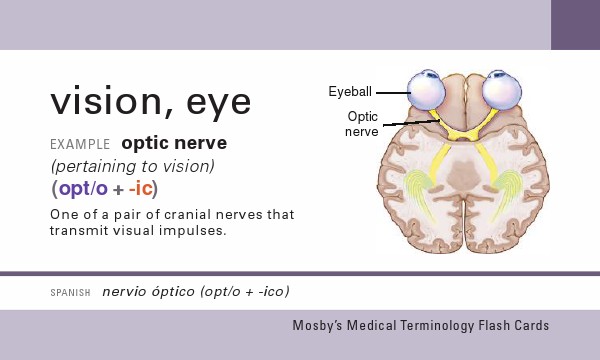 vision, eye
EXAMPLE optic nerve
(pertaining to vision)
(opt/o + -ic)
One of a pair of cranial nerves that
transmit visual impulses.
Eyeball
Optic
nerve
SPANISH nervio óptico (opt/o + -ico)
Mosby's Medical Terminology Flash Cards